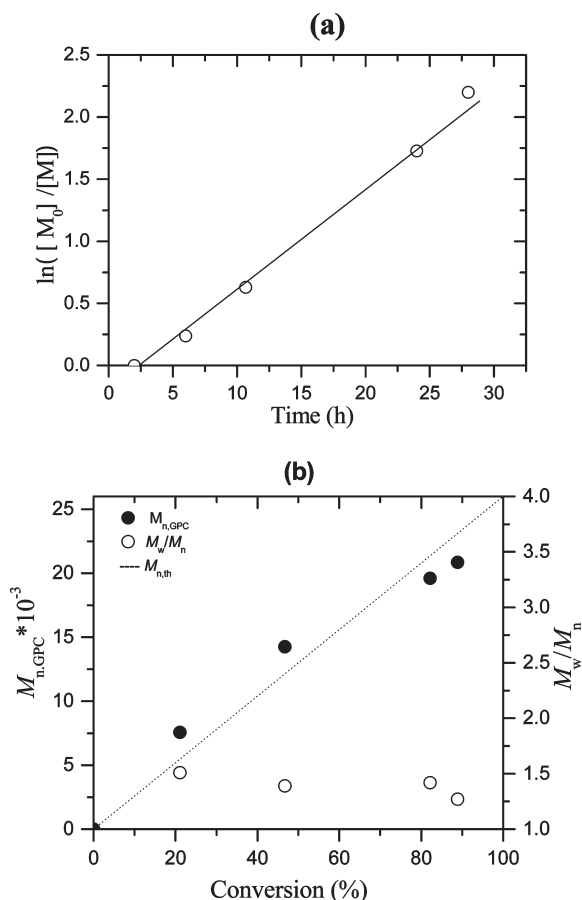 (a)
ln( [ M0] /[M])
2.5
2.0
1.5
1.0
0.5
0.0
0 5 10 15 20 25 30
Time (h)
(b)
Mn.GPC*10-3
25
20
15
10
5
0
Mn,GPC
Mw/Mn
Mn,th
4.0
3.5
3.0
2.5
2.0
1.5
1.0
Mw/Mn
0 20 40 60 80 100
Conversion (%)